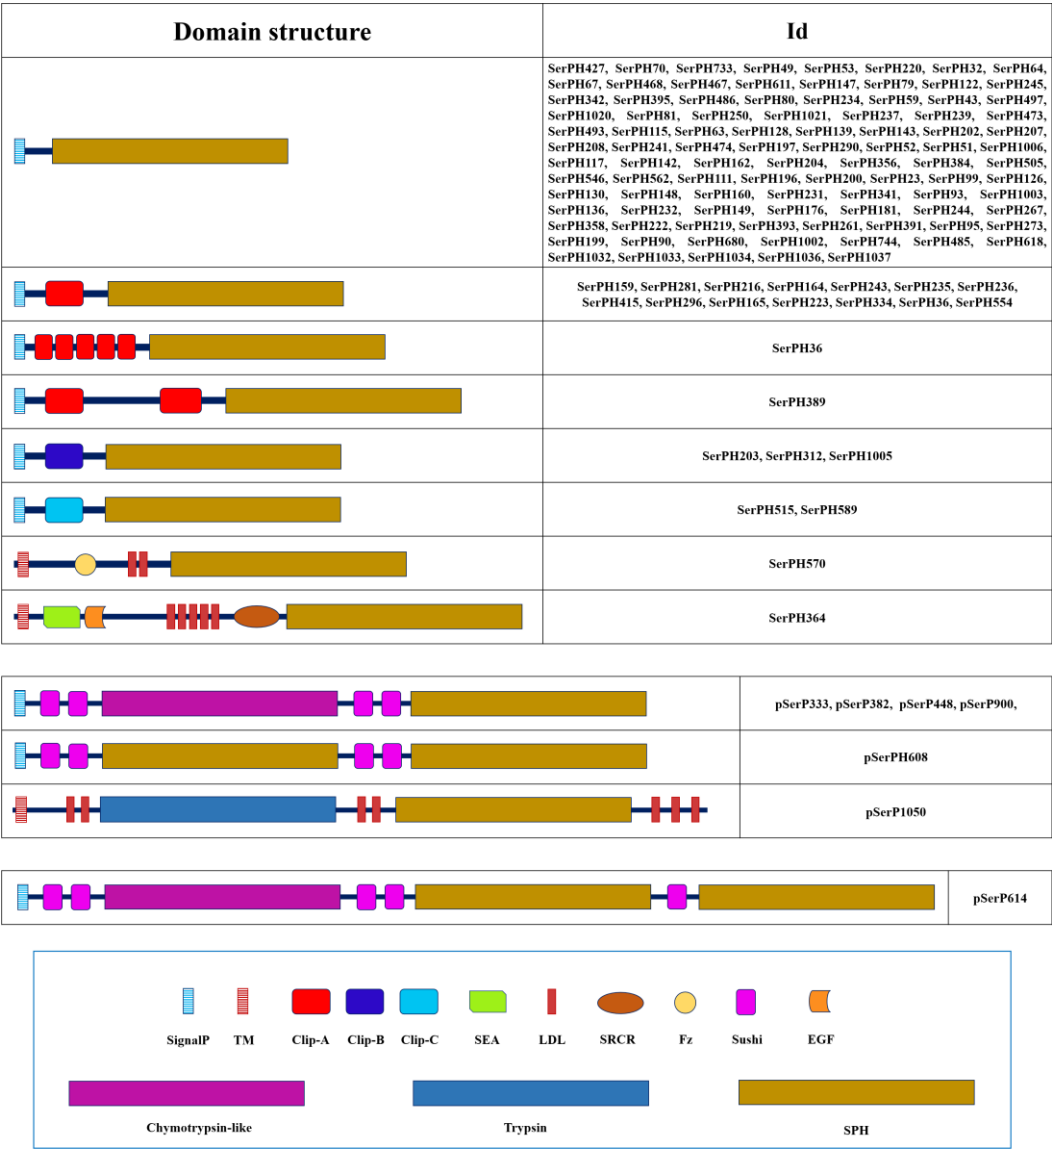 Domain structure
Id
SerPH427, SerPH70, SerPH733, SerPH49, SerPH53, SerPH220, SerPH32, SerPH64,
SerPH67, SerPH468, SerPH467, SerPH611, SerPH147, SerPH79, SerPH122, SerPH245,
SerPH342, SerPH395, SerPH486, SerPH80, SerPH234, SerPH59, SerPH43, SerPH497,
SerPH1020, SerPH81, SerPH250, SerPH1021, SerPH237, SerPH239, SerPH473,
SerPH493, SerPH115, SerPH63, SerPH128, SerPH139, SerPH143, SerPH202, SerPH207,
SerPH208, SerPH241, SerPH474, SerPH197, SerPH290, SerPH52, SerPH51, SerPH1006,
SerPH117, SerPH142, SerPH162, SerPH204, SerPH356, SerPH384, SerPH505,
SerPH546, SerPH562, SerPH111, SerPH196, SerPH200, SerPH23, SerPH99, SerPH126,
SerPH130, SerPH148, SerPH160, SerPH231, SerPH341, SerPH93, SerPH1003,
SerPH136, SerPH232, SerPH149, SerPH176, SerPH181, SerPH244, SerPH267,
SerPH358, SerPH222, SerPH219, SerPH393, SerPH261, SerPH391, SerPH95, SerPH273,
SerPH199, SerPH90, SerPH680, SerPH1002, SerPH744, SerPH485, SerPH618,
SerPH1032, SerPH1033, SerPH1034, SerPH1036, SerPH1037
SerPH159, SerPH281, SerPH216, SerPH164, SerPH243, SerPH235, SerPH236,
SerPH415, SerPH296, SerPH165, SerPH223, SerPH334, SerPH36, SerPH554
SerPH36
SerPH389
SerPH203, SerPH312, SerPH1005
SerPH515, SerPH589
SerPH570
SerPH364
pSerP333, pSerP382, pSerP448, pSerP900,
pSerPH608
pSerP1050
pSerP614
SignalP TM Clip-A Clip-B Clip-C SEA LDL SRCR Fz Sushi EGF
Chymotrypsin-like Trypsin SPH